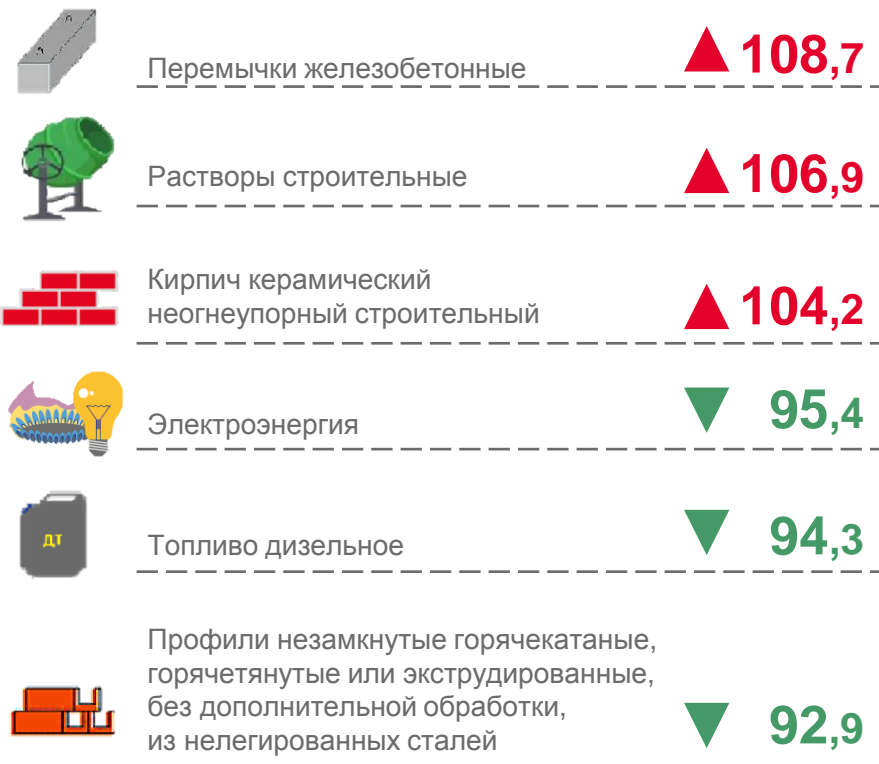 Перемычки железобетонные
108,7
Растворы строительные
106,9
Кирпич керамический
неогнеупорный строительный
104,2
Электроэнергия
95,4
ДТ
Топливо дизельное
94,3
Профили незамкнутые горячекатаные,
горячетянутые или экструдированные,
без дополнительной обработки,
из нелегированных сталей
92,9